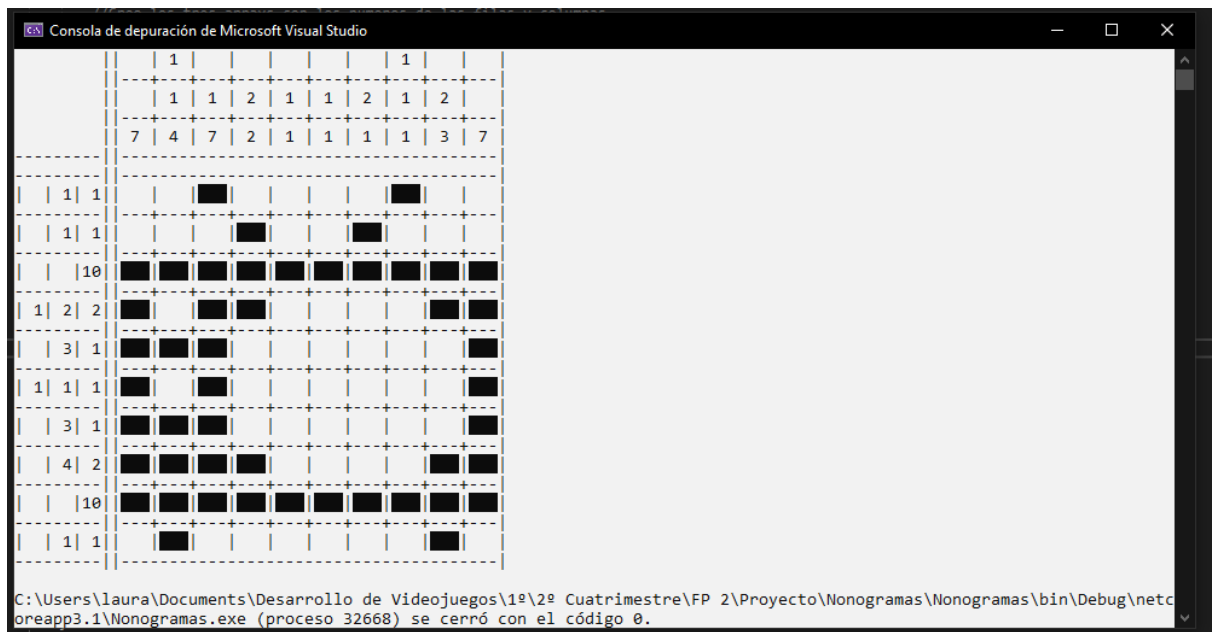 Consola de depuración de Microsoft Visual Studio
1 1
1 1 2 1 1 2 1 2
7 4 7 2 1 1 1 1 3 7
1 1
1 1
10
1 2 2
3 1
1 1 1
3 1
4 2
10
1 1
C:\Users\laura\Documents\Desarrollo de Videojuegos\1º\2º Cuatrimestre\FP 2\Proyecto\Nonogramas\Nonogramas\bin\Debug\netc
oreapp3.1\Nonogramas.exe (proceso 32668) se cerró con el código 0.